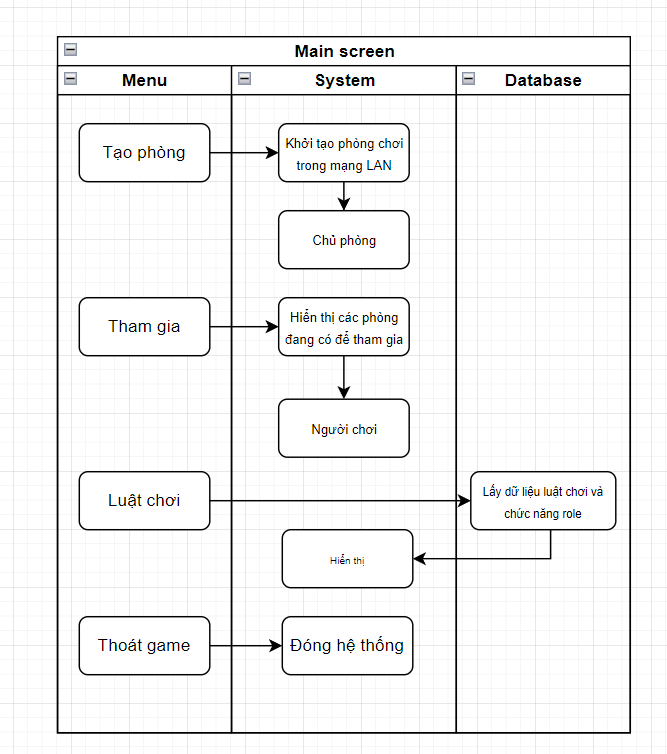 Main screen
Menu
System
Database
Tạo phòng
Khởi tạo phòng chơi
trong mạng LAN
Chủ phòng
Tham gia
Hiển thị các phòng
đang có để tham gia
Người chơi
Luật chơi
Lấy dữ liệu luật chơi và
chức năng role
Hiển thị
Thoát game
Đóng hệ thống